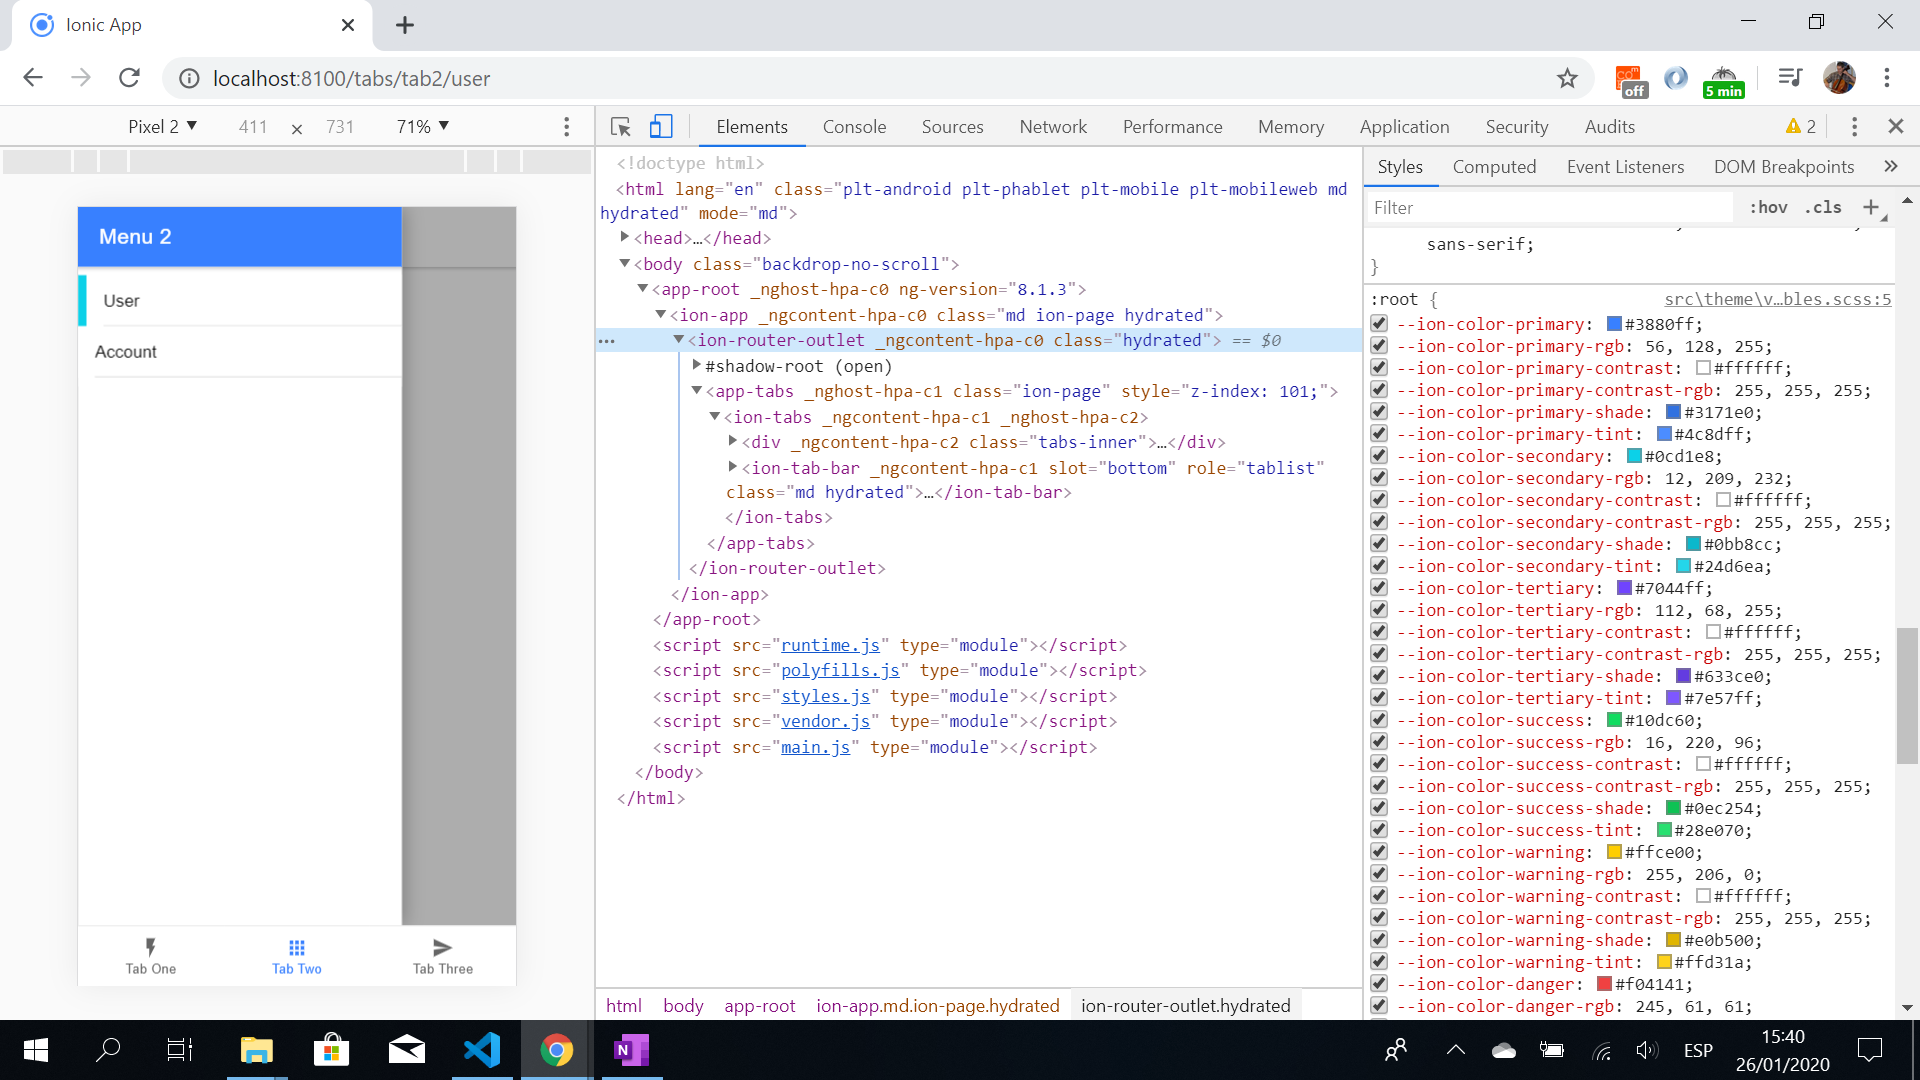 Ionic App
localhost:8100/tabs/tab2/user
off
5 min
Pixel 2 ▼ 411 × 731 71% ▼
Elements Console Sources Network Performance Memory Application Security Audits 2
Menu 2
User
Account
Tab One Tab Two Tab Three
<!doctype html>
<html lang="en" class="plt-android plt-phablet plt-mobile plt-mobileweb md
hydrated" mode="md">
<head>…</head>
<body class="backdrop-no-scroll">
<app-root _nghost-hpa-c0 ng-version="8.1.3">
<ion-app _ngcontent-hpa-c0 class="md ion-page hydrated">
<ion-router-outlet _ngcontent-hpa-c0 class="hydrated"> == $0
#shadow-root (open)
<app-tabs _nghost-hpa-c1 class="ion-page" style="z-index: 101;">
<ion-tabs _ngcontent-hpa-c1 _nghost-hpa-c2>
<div _ngcontent-hpa-c2 class="tabs-inner">…</div>
<ion-tab-bar _ngcontent-hpa-c1 slot="bottom" role="tablist"
class="md hydrated">…</ion-tab-bar>
</ion-tabs>
</app-tabs>
</ion-router-outlet>
</ion-app>
</app-root>
<script src="runtime.js" type="module"></script>
<script src="polyfills.js" type="module"></script>
<script src="styles.js" type="module"></script>
<script src="vendor.js" type="module"></script>
<script src="main.js" type="module"></script>
</body>
</html>
html body app-root ion-app.md.ion-page.hydrated ion-router-outlet.hydrated
Styles Computed Event Listeners DOM Breakpoints »
Filter :hov .cls +
sans-serif;
}
:root { src\theme\v…bles.scss:5
--ion-color-primary: #3880ff;
--ion-color-primary-rgb: 56, 128, 255;
--ion-color-primary-contrast: #ffffff;
--ion-color-primary-contrast-rgb: 255, 255, 255;
--ion-color-primary-shade: #3171e0;
--ion-color-primary-tint: #4c8dff;
--ion-color-secondary: #0cd1e8;
--ion-color-secondary-rgb: 12, 209, 232;
--ion-color-secondary-contrast: #ffffff;
--ion-color-secondary-contrast-rgb: 255, 255, 255;
--ion-color-secondary-shade: #0bb8cc;
--ion-color-secondary-tint: #24d6ea;
--ion-color-tertiary: #7044ff;
--ion-color-tertiary-rgb: 112, 68, 255;
--ion-color-tertiary-contrast: #ffffff;
--ion-color-tertiary-contrast-rgb: 255, 255, 255;
--ion-color-tertiary-shade: #633ce0;
--ion-color-tertiary-tint: #7e57ff;
--ion-color-success: #10dc60;
--ion-color-success-rgb: 16, 220, 96;
--ion-color-success-contrast: #ffffff;
--ion-color-success-contrast-rgb: 255, 255, 255;
--ion-color-success-shade: #0ec254;
--ion-color-success-tint: #28e070;
--ion-color-warning: #ffce00;
--ion-color-warning-rgb: 255, 206, 0;
--ion-color-warning-contrast: #ffffff;
--ion-color-warning-contrast-rgb: 255, 255, 255;
--ion-color-warning-shade: #e0b500;
--ion-color-warning-tint: #ffd31a;
--ion-color-danger: #f04141;
--ion-color-danger-rgb: 245, 61, 61;
N
ESP
15:40
26/01/2020